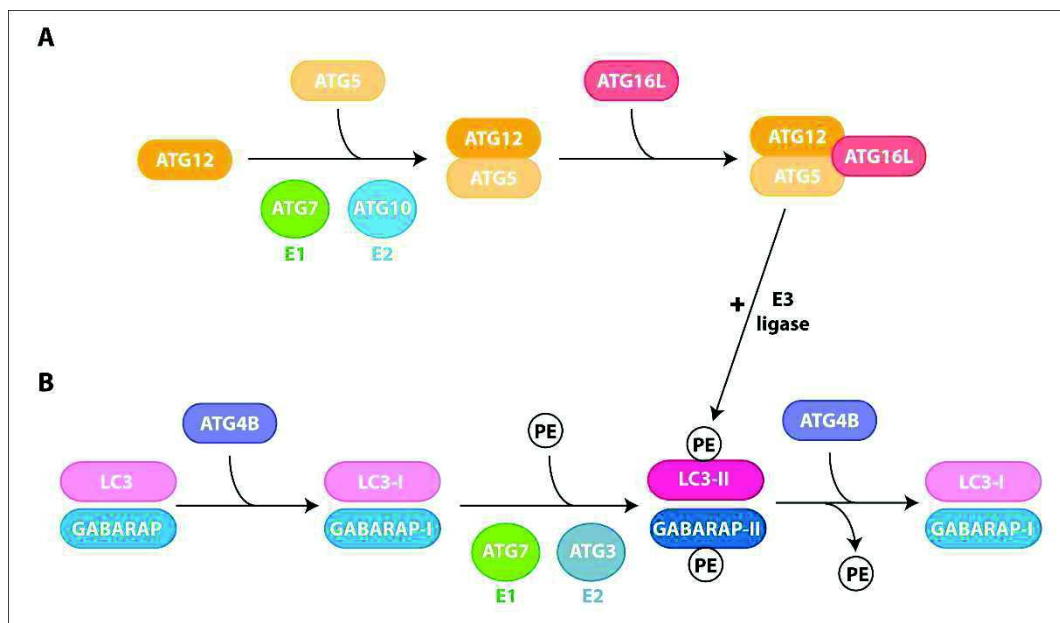 A
ATG5
ATG16L
ATG12
ATG12
ATG5
ATG12
ATG5
ATG16L
ATG7
ATG10
E1
E2
+
E3
ligase
B
ATG4B
PE
PE
ATG4B
LC3
LC3-I
LC3-II
LC3-I
GABARAP
GABARAP-I
GABARAP-II
GABARAP-I
ATG7
ATG3
PE
PE
E1
E2